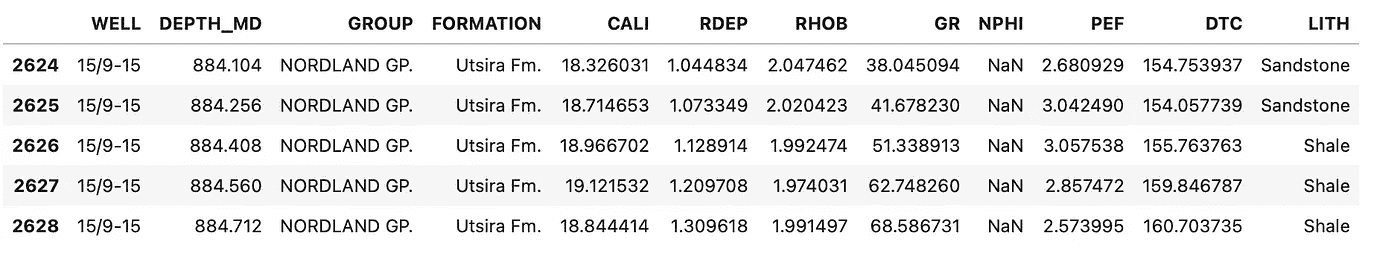 WELL DEPTH_MD GROUP FORMATION CALI RDEP RHOB GR NPHI PEF DTC LITH
2624 15/9-15 884.104 NORDLAND GP. Utsira Fm. 18.326031 1.044834 2.047462 38.045094 NaN 2.680929 154.753937 Sandstone
2625 15/9-15 884.256 NORDLAND GP. Utsira Fm. 18.714653 1.073349 2.020423 41.678230 NaN 3.042490 154.057739 Sandstone
2626 15/9-15 884.408 NORDLAND GP. Utsira Fm. 18.966702 1.128914 1.992474 51.338913 NaN 3.057538 155.763763 Shale
2627 15/9-15 884.560 NORDLAND GP. Utsira Fm. 19.121532 1.209708 1.974031 62.748260 NaN 2.857472 159.846787 Shale
2628 15/9-15 884.712 NORDLAND GP. Utsira Fm. 18.844414 1.309618 1.991497 68.586731 NaN 2.573995 160.703735 Shale